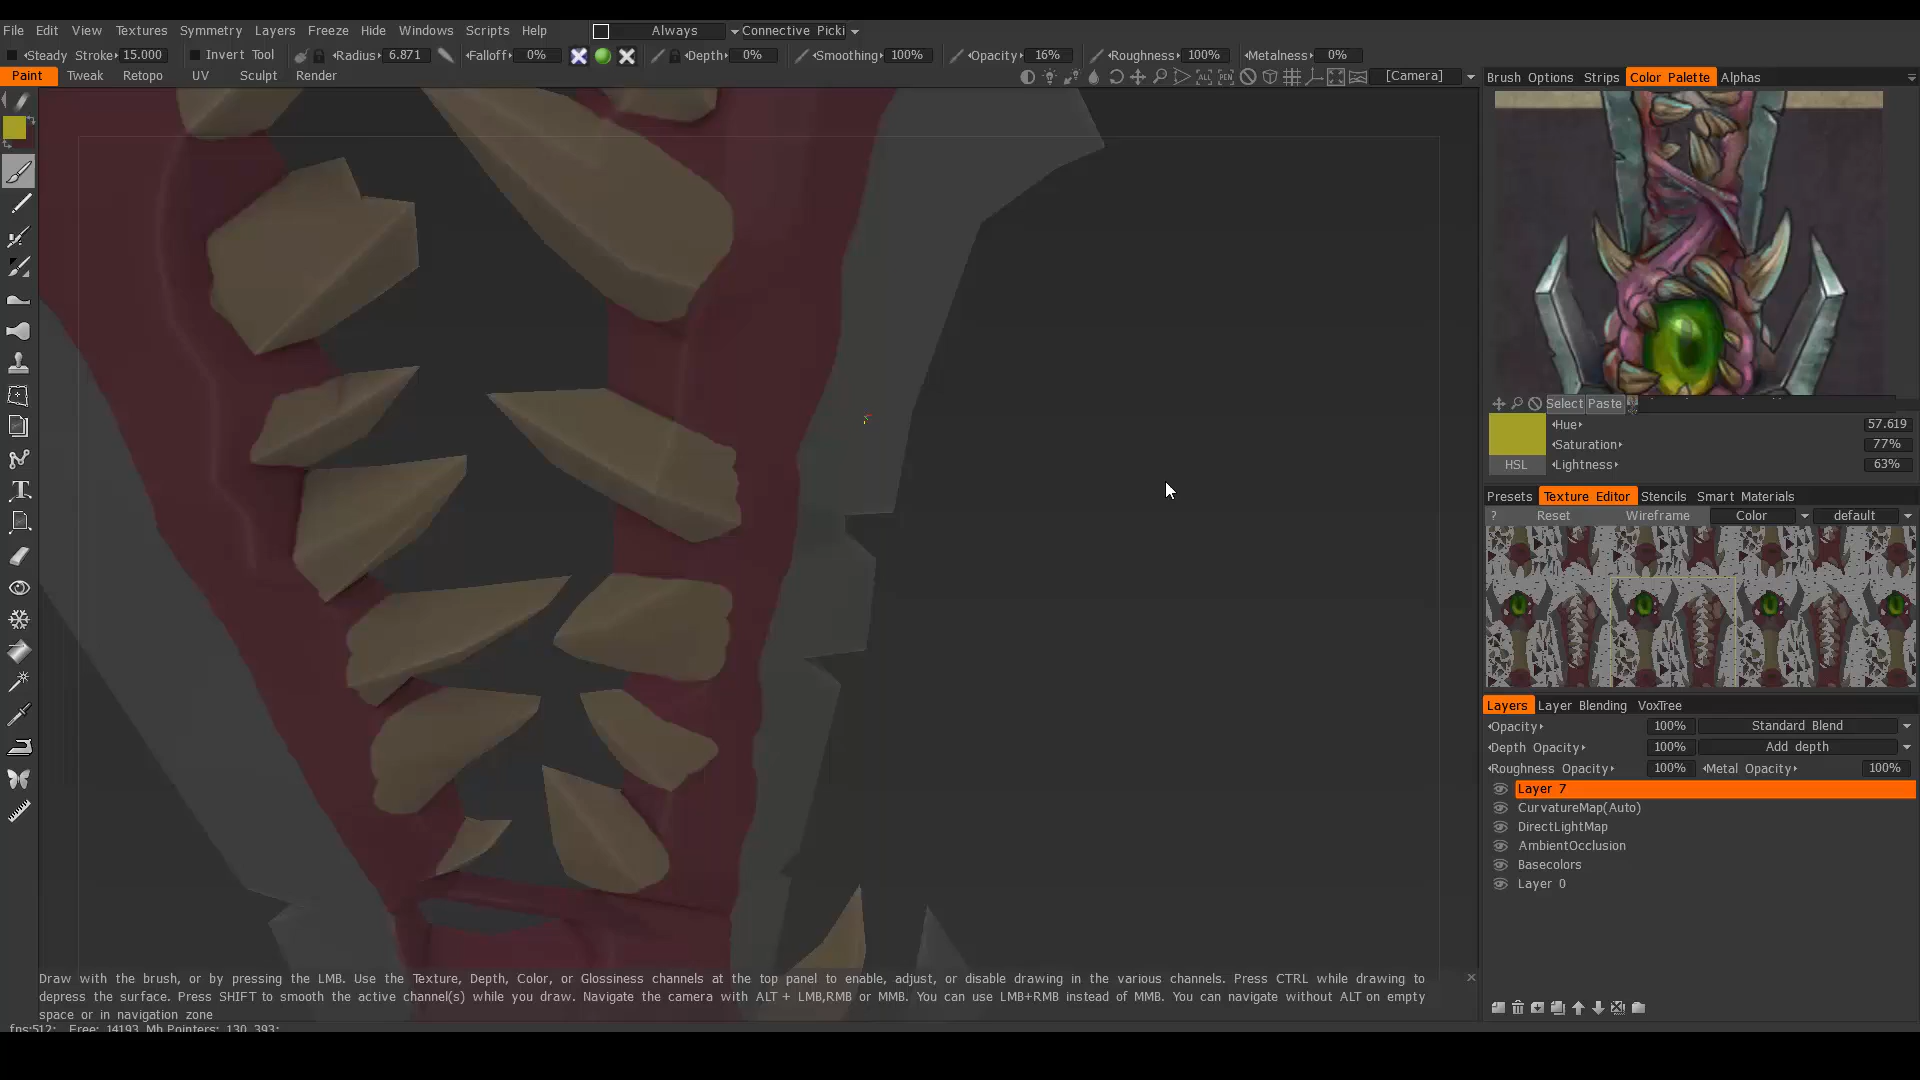 File Edit View Textures Symmetry Layers Freeze Hide Windows Scripts Help Always Connective Picki
Steady Stroke 15.000 Invert Tool Radius 6.871 Falloff 0% Depth 0% Smoothing 100% Opacity 16% Roughness 100% Metalness 0%
Paint Tweak Retopo UV Sculpt Render [Camera]
Brush Options Strips Color Palette Alphas
Select Paste
Hue 57.619
Saturation 77%
HSL Lightness 63%
Presets Texture Editor Stencils Smart Materials
? Reset Wireframe Color default
Layers Layer Blending VoxTree
Opacity 100% Standard Blend
Depth Opacity 100% Add depth
Roughness Opacity 100% Metal Opacity 100%
Layer 7
CurvatureMap(Auto)
DirectLightMap
AmbientOcclusion
Basecolors
Layer 0
Draw with the brush, or by pressing the LMB. Use the Texture, Depth, Color, or Glossiness channels at the top panel to enable, adjust, or disable drawing in the various channels. Press CTRL while drawing to
depress the surface. Press SHIFT to smooth the active channel(s) while you draw. Navigate the camera with ALT + LMB,RMB or MMB. You can use LMB+RMB instead of MMB. You can navigate without ALT on empty
space or in navigation zone
fps:512; Free: 14193 Mb Pointers: 130 393;